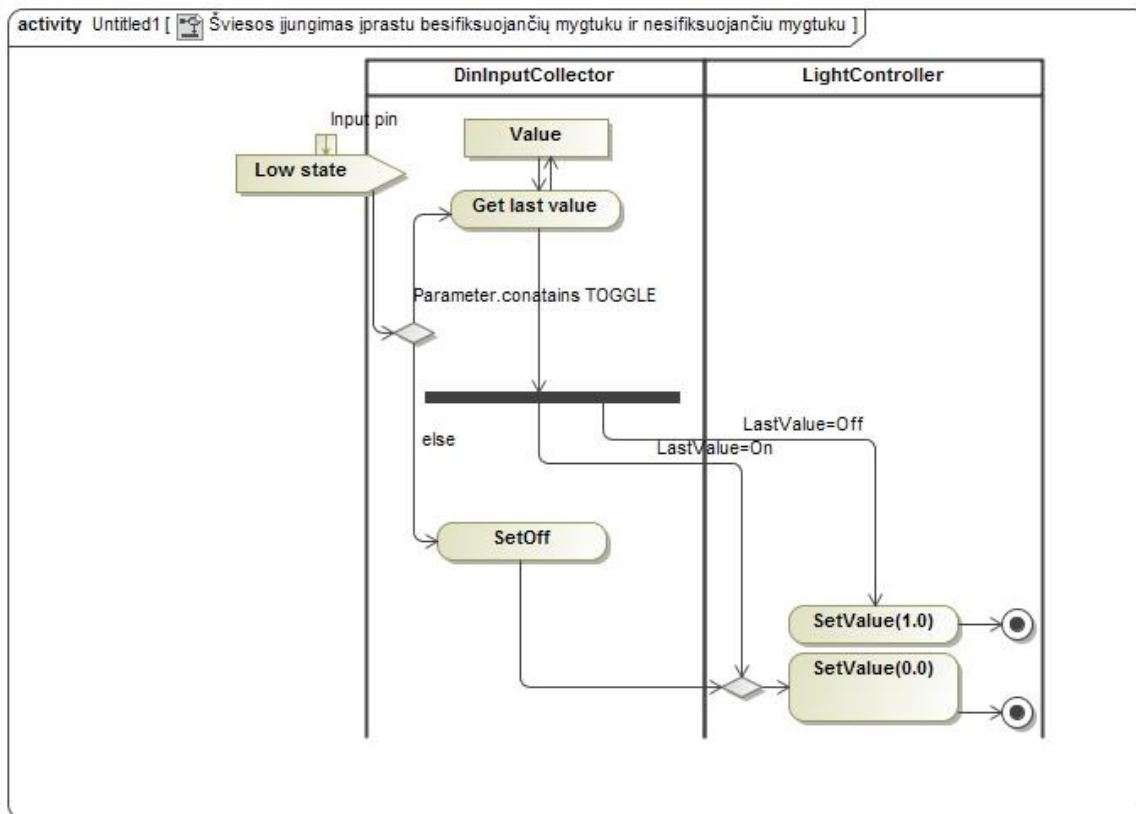 activity Untitled1 [ Šviesos įjungimas įprastu besifiksuojančių mygtuku ir nesifiksuojančiu mygtuku ]
DinInputCollector
LightController
Input pin
Value
Low state
Get last value
Parameter.conatains TOGGLE
LastValue=Off
else
LastValue=On
SetOff
SetValue(1.0)
SetValue(0.0)